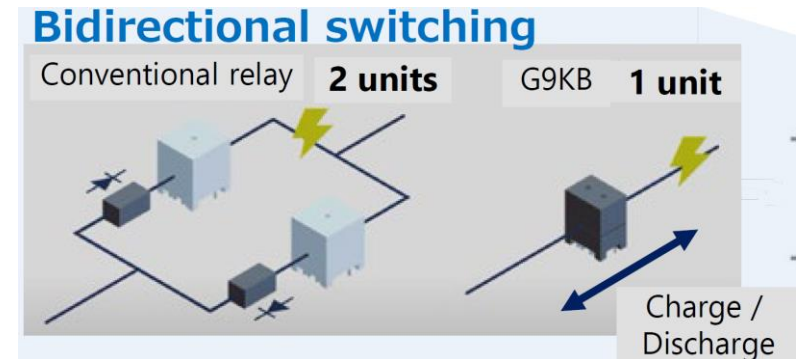 Bidirectional switching
Conventional relay 2 units
G9KB 1 unit
Charge /
Discharge